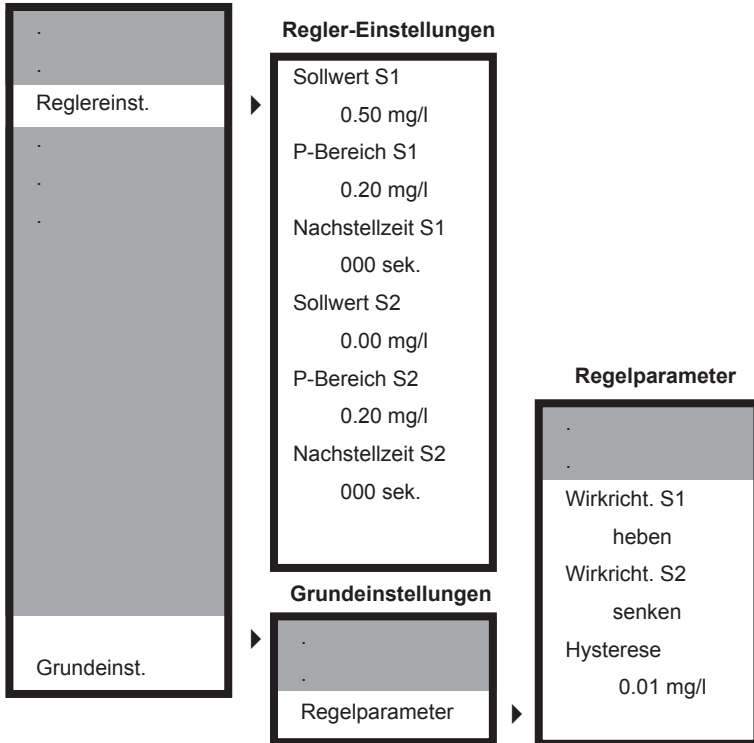 .
.
Reglereinst.
.
.
.
Grundeinst.
Regler-Einstellungen
Sollwert S1
0.50 mg/l
P-Bereich S1
0.20 mg/l
Nachstellzeit S1
000 sek.
Sollwert S2
0.00 mg/l
P-Bereich S2
0.20 mg/l
Nachstellzeit S2
000 sek.
Grundeinstellungen
.
.
Regelparameter
Regelparameter
.
.
Wirkricht. S1
heben
Wirkricht. S2
senken
Hysterese
0.01 mg/l